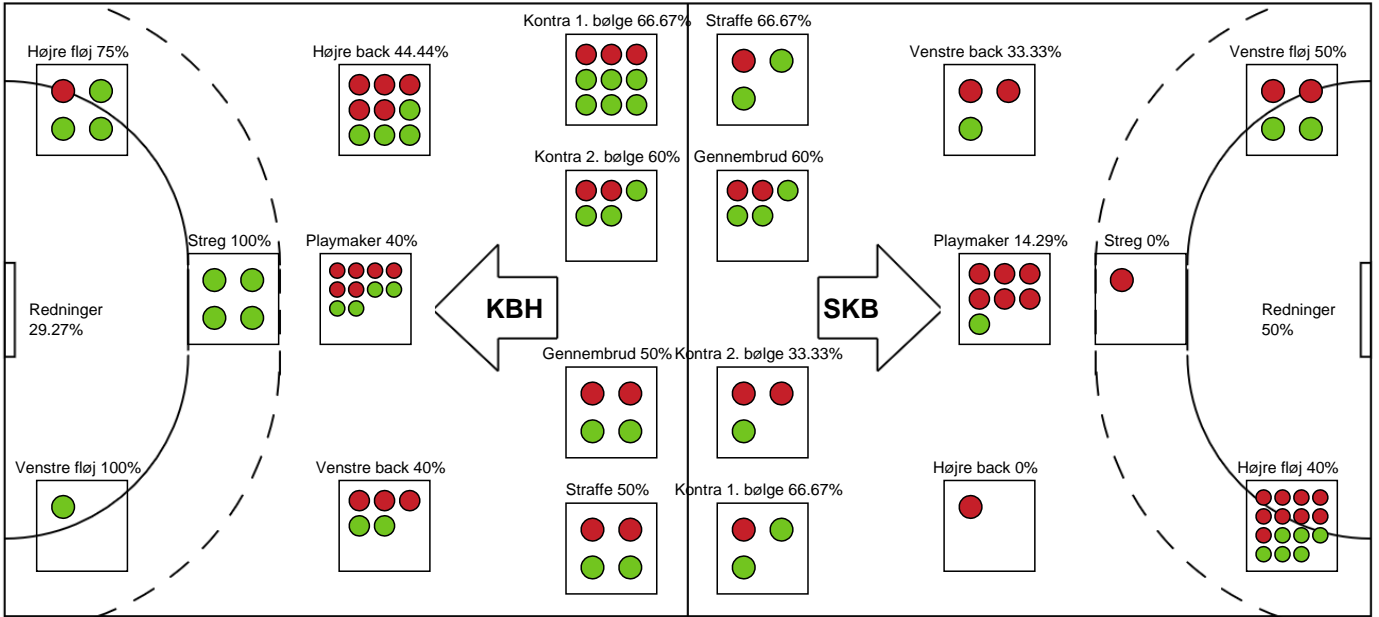 Kontra 1. bølge 66.67%
Straffe 66.67%
Højre fløj 75%
Højre back 44.44%
Venstre back 33.33%
Venstre fløj 50%
Kontra 2. bølge 60%
Gennembrud 60%
Streg 100%
Playmaker 40%
Playmaker 14.29%
Streg 0%
Redninger
29.27%
KBH
SKB
Redninger
50%
Gennembrud 50%
Kontra 2. bølge 33.33%
Venstre fløj 100%
Venstre back 40%
Straffe 50%
Kontra 1. bølge 66.67%
Højre back 0%
Højre fløj 40%